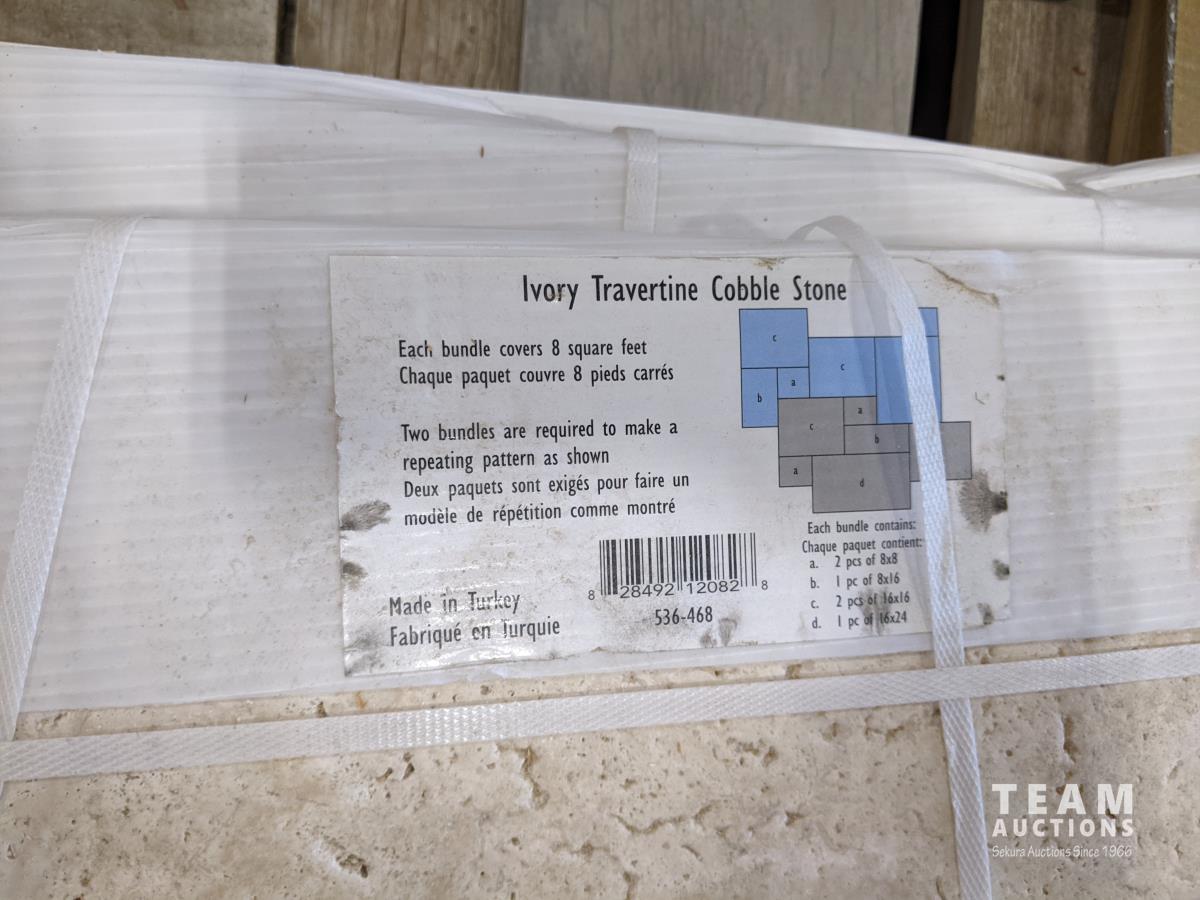 Ivory Travertine Cobble Stone
Each bundle covers 8 square feet
Chaque paquet couvre 8 pieds carrés
Two bundles are required to make a
repeating pattern as shown
Deux paquets sont exigés pour faire un
modèle de répétition comme montré
Made in Turkey
Fabriqué en Turquie
8 28492 12082 8
536-468
c
c
b
a
c
a
b
a
d
Each bundle contains:
Chaque paquet contient:
a. 2 pcs of 8x8
b. 1 pc of 8x16
c. 2 pcs of 16x16
d. 1 pc of 16x24
TEAM
AUCTIONS
Sekura Auctions Since 1966